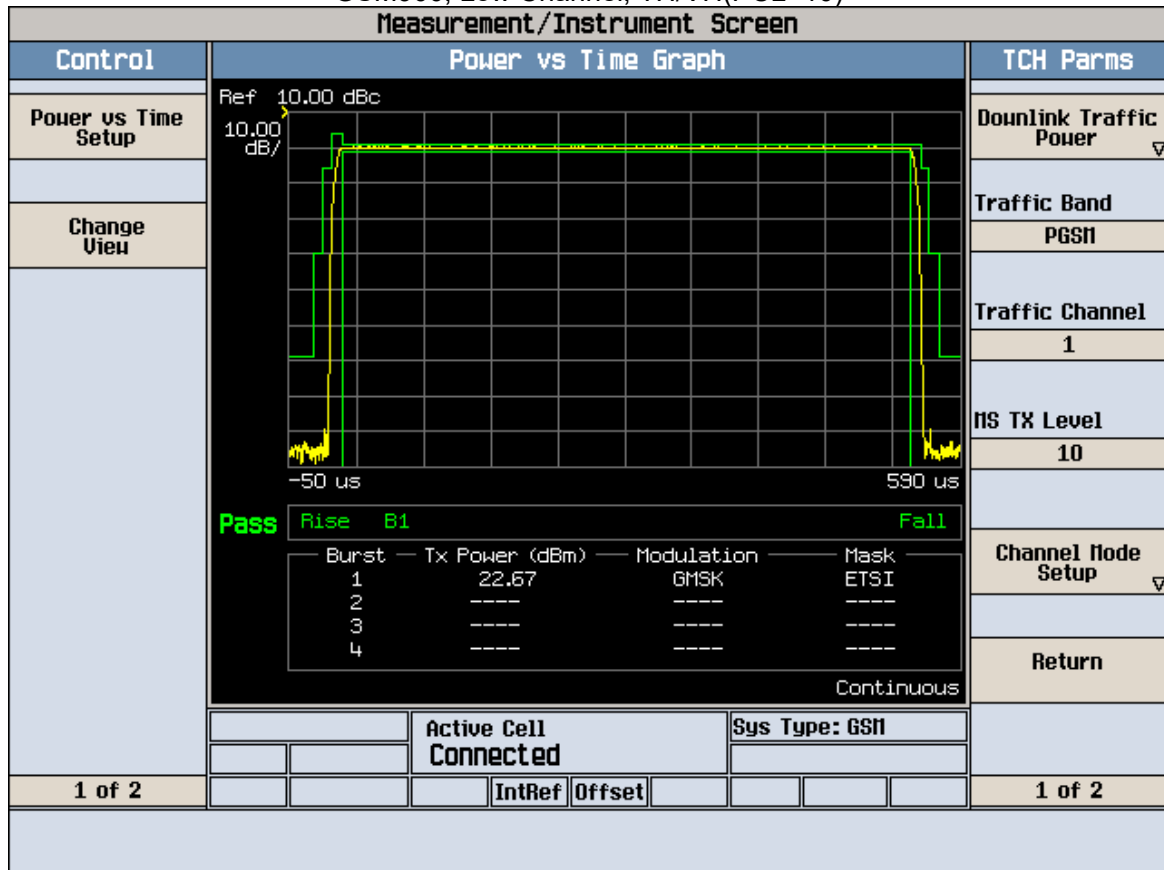 Measurement/Instrument Screen
Control
Power vs Time Graph
TCH Parms
Power vs Time
Setup
Change
View
1 of 2
Ref 10.00 dBc
10.00
dB/
-50 us
590 us
Pass
Rise B1
Fall
Burst Tx Power (dBm) Modulation Mask
1 22.67 GMSK ETSI
2 ---- ---- ----
3 ---- ---- ----
4 ---- ---- ----
Continuous
Active Cell
Connected
Sys Type: GSM
IntRef Offset
Downlink Traffic
Power
Traffic Band
PGSM
Traffic Channel
1
MS TX Level
10
Channel Mode
Setup
Return
1 of 2